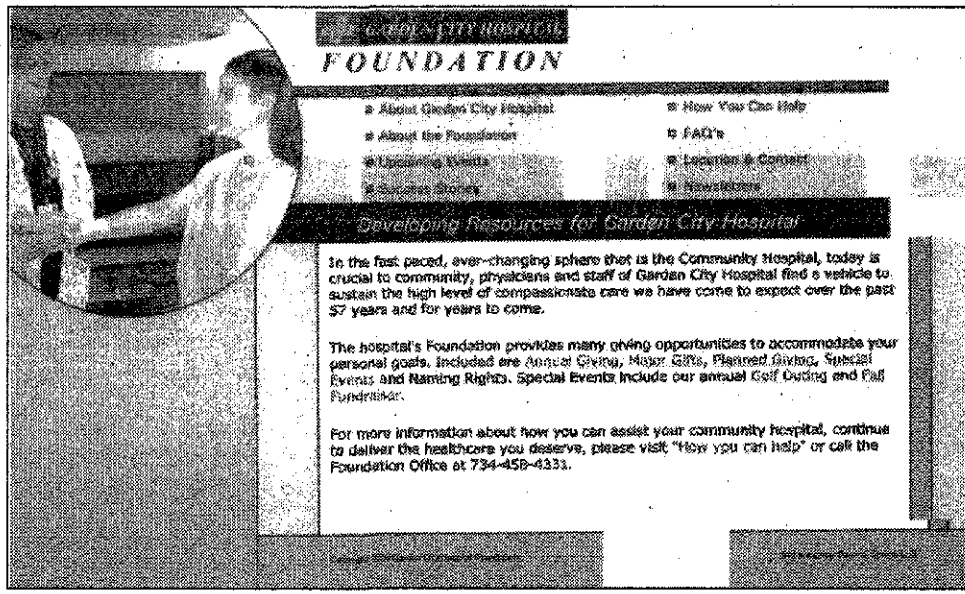 GARDEN CITY HOSPITAL
FOUNDATION
About Garden City Hospital
About the Foundation
Upcoming Events
Success Stories
How You Can Help
FAQ's
Location & Contact
Newsletters
Developing Resources for Garden City Hospital
In the fast paced, ever-changing sphere that is the Community Hospital, today is
crucial to community, physicians and staff of Garden City Hospital find a vehicle to
sustain the high level of compassionate care we have come to expect over the past
57 years and for years to come.
The hospital's Foundation provides many giving opportunities to accommodate your
personal goals. Included are Annual Giving, Major Gifts, Planned Giving, Special
Events and Naming Rights. Special Events include our annual Golf Outing and Fall
Fundraiser.
For more information about how you can assist your community hospital, continue
to deliver the healthcare you deserve, please visit "How you can help" or call the
Foundation Office at 734-458-4331.